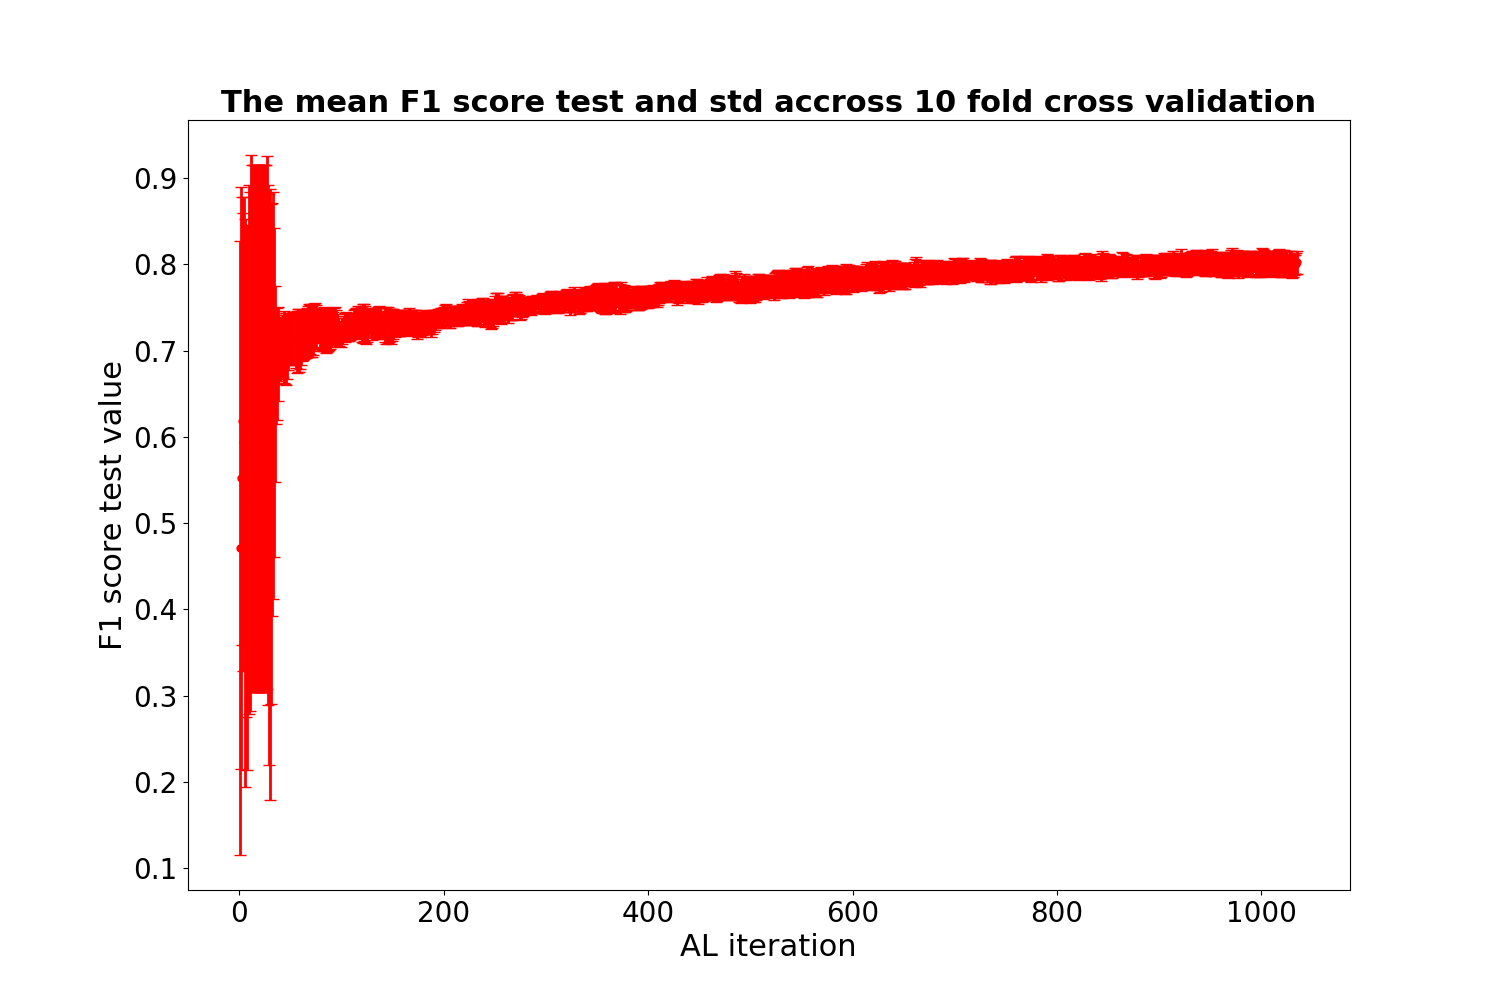 The mean F1 score test and std accross 10 fold cross validation
0.9
0.8
0.7
0.6
0.5
0.4
0.3
0.2
0.1
F1 score test value
0 200 400 600 800 1000
AL iteration